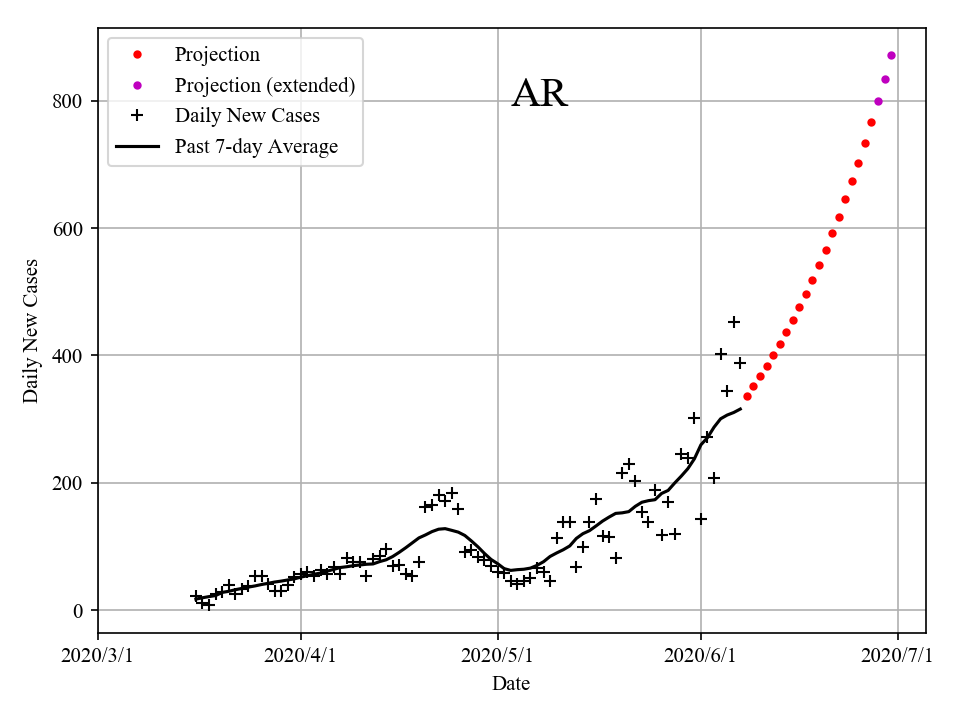 Projection
Projection (extended)
Daily New Cases
Past 7-day Average
AR
800
600
400
200
0
Daily New Cases
2020/3/1
2020/4/1
2020/5/1
2020/6/1
2020/7/1
Date